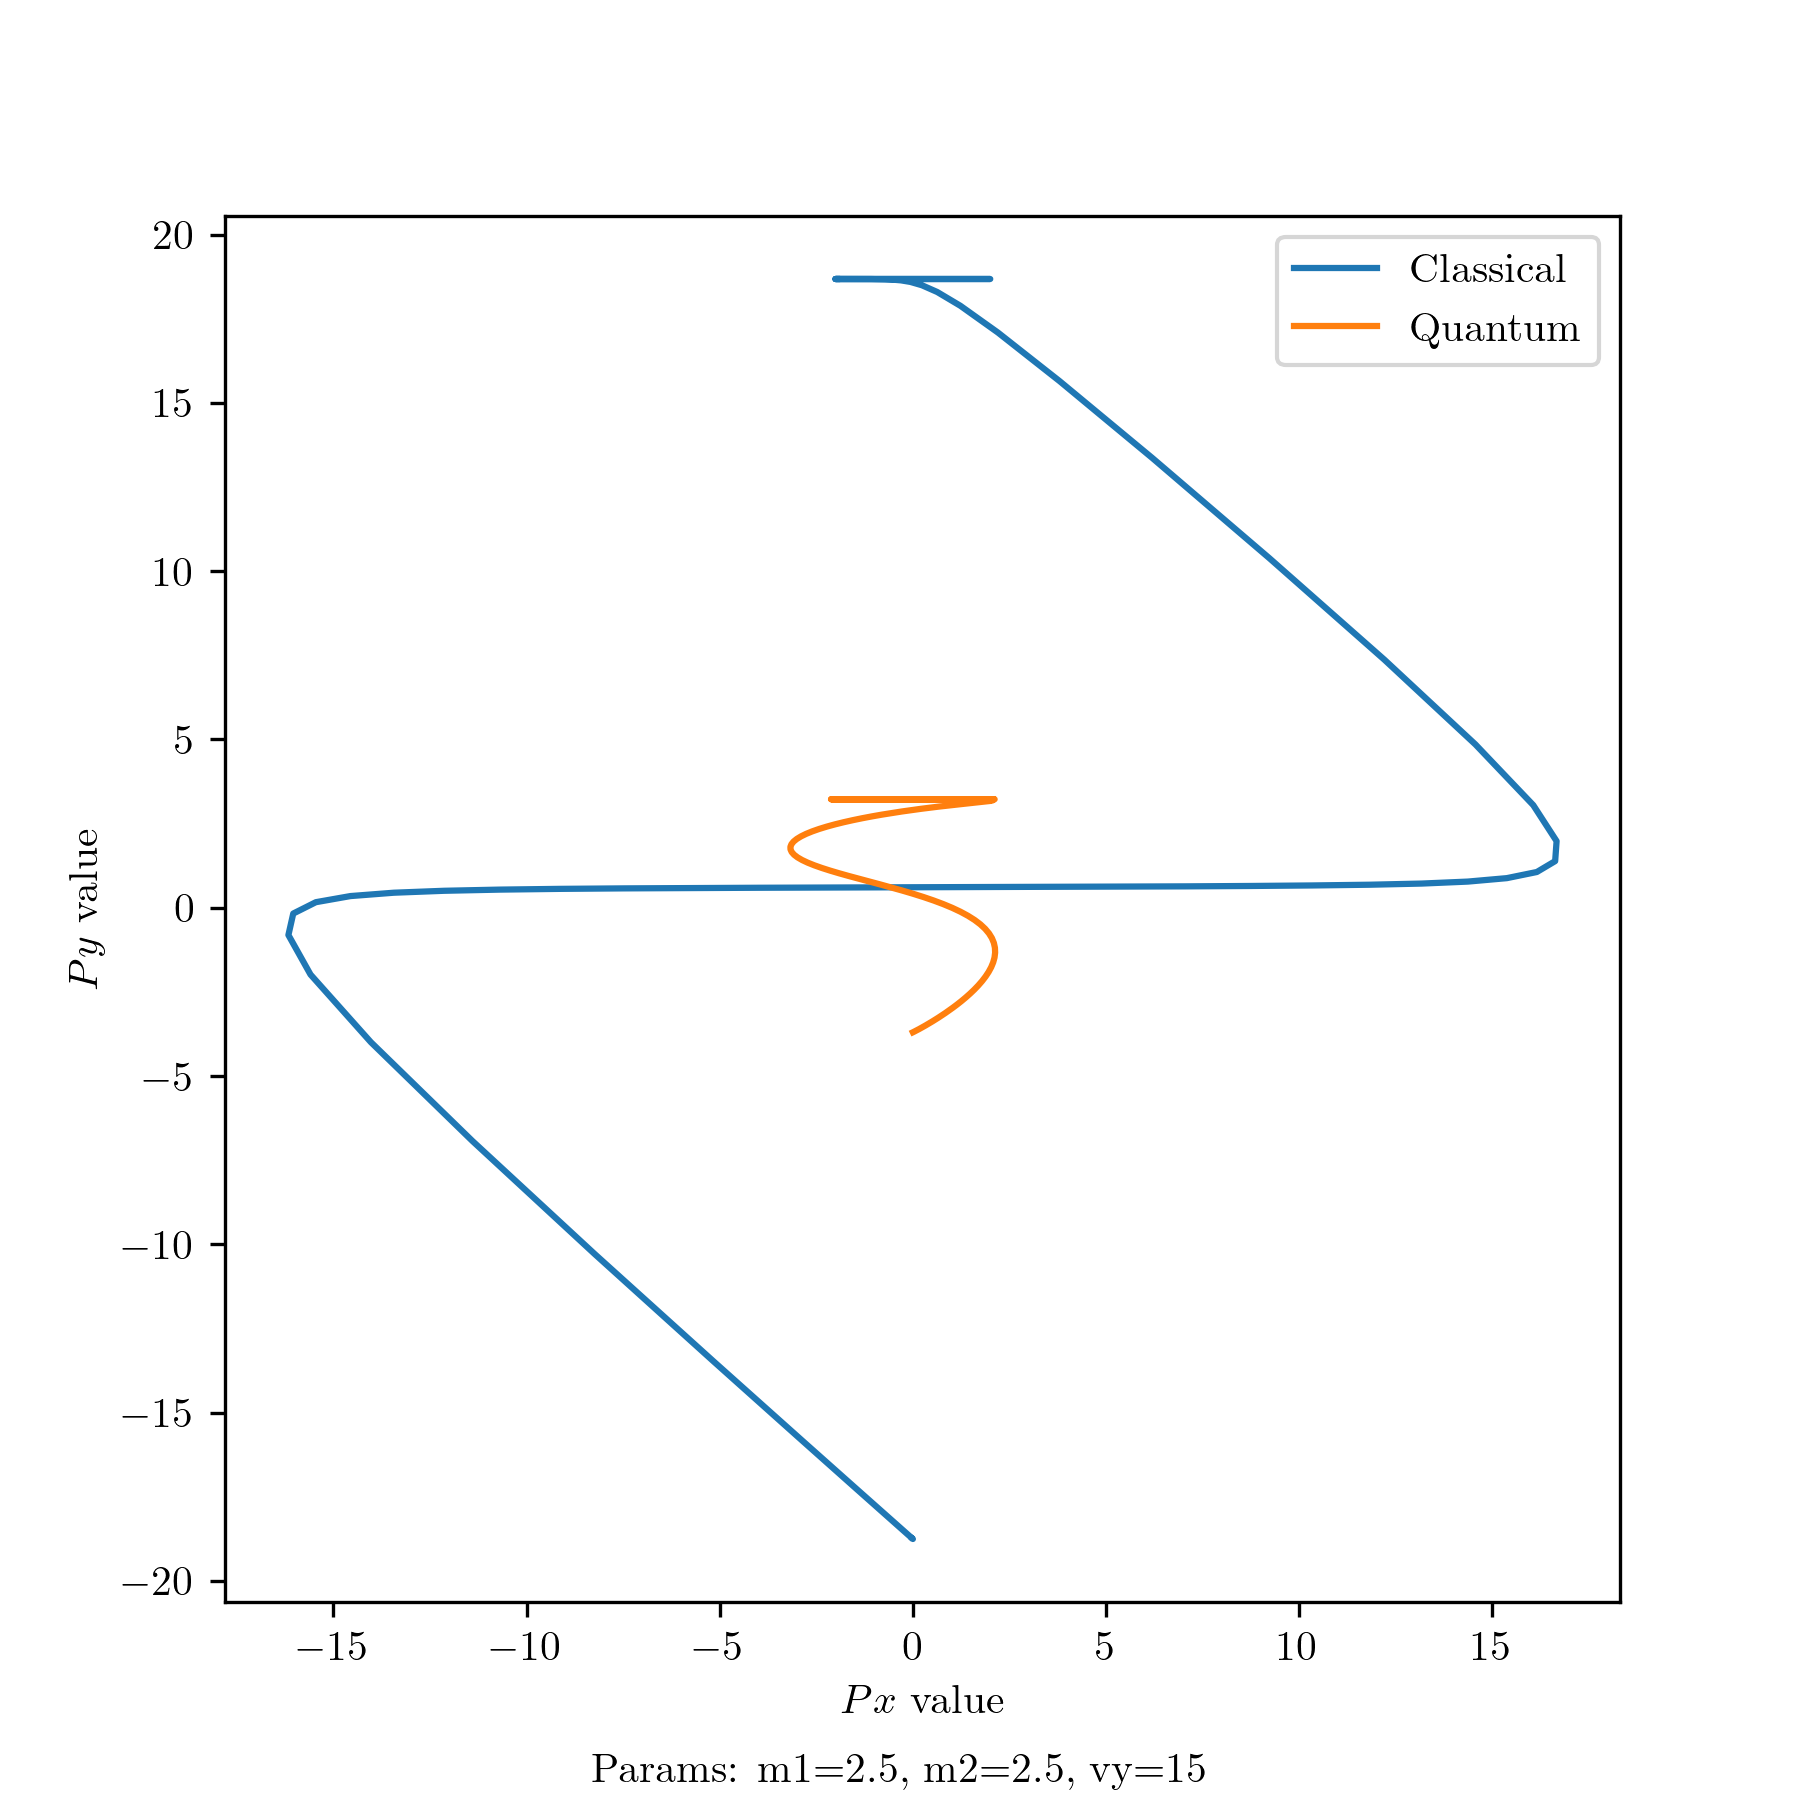 Classical
Quantum
20
15
10
5
0
−5
−10
−15
−20
Py value
−15 −10 −5 0 5 10 15
Px value
Params: m1=2.5, m2=2.5, vy=15